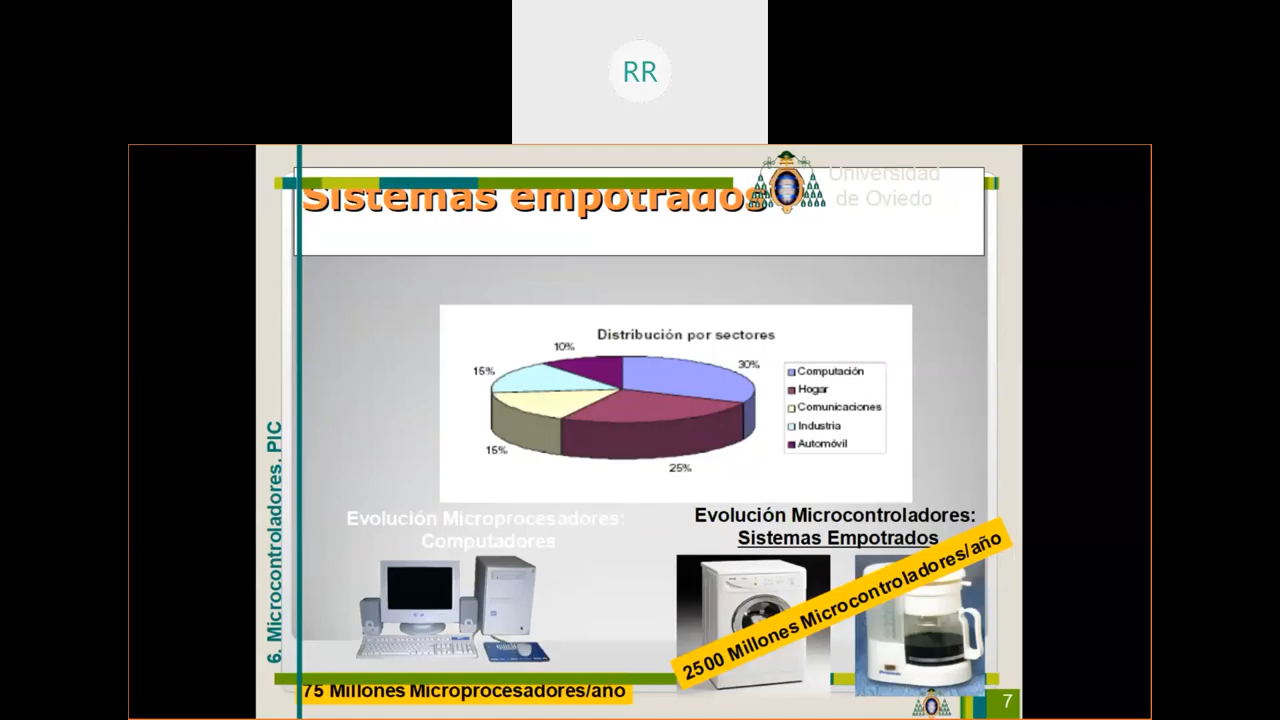 RR
Sistemas empotrados
Universidad
de Oviedo
Distribución por sectores
10%
30%
15%
15%
25%
Computación
Hogar
Comunicaciones
Industria
Automóvil
6. Microcontroladores. PIC
Evolución Microprocesadores:
Computadores
Evolución Microcontroladores:
Sistemas Empotrados
2500 Millones Microcontroladores/año
75 Millones Microprocesadores/año
7